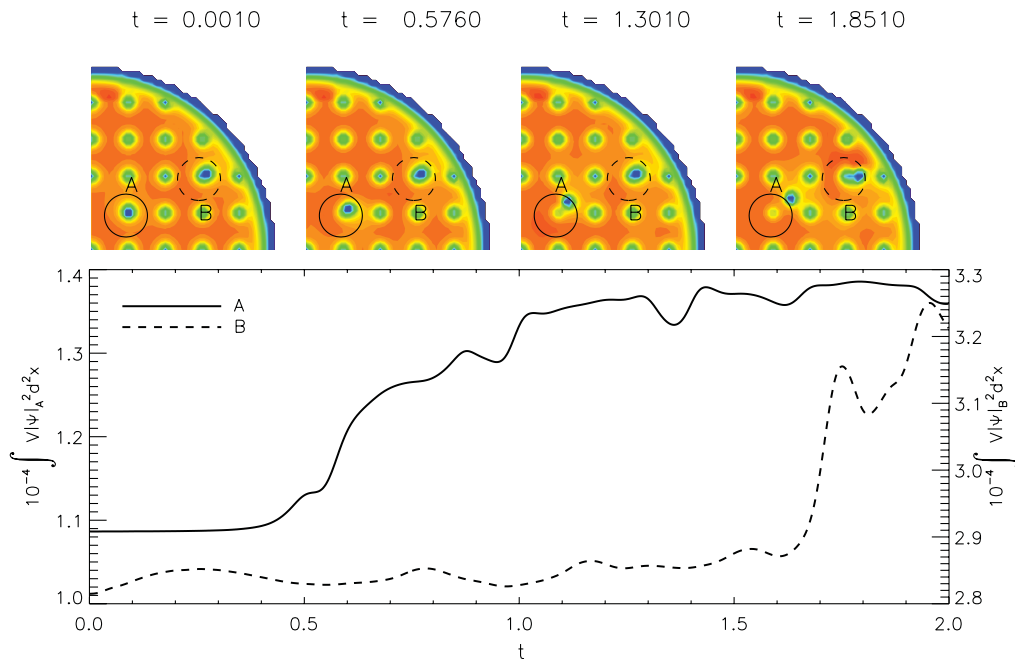 t = 0.0010 t = 0.5760 t = 1.3010 t = 1.8510
A A A A
B B B B
1.4 3.3
A
B
1.3 3.2
1.2 3.1
3.0
1.1 2.9
1.0 2.8
10⁻⁴ ∫ V|Ψ|_A² d²x
10⁻⁴ ∫ V|Ψ|_B² d²x
0.0 0.5 1.0 1.5 2.0
t